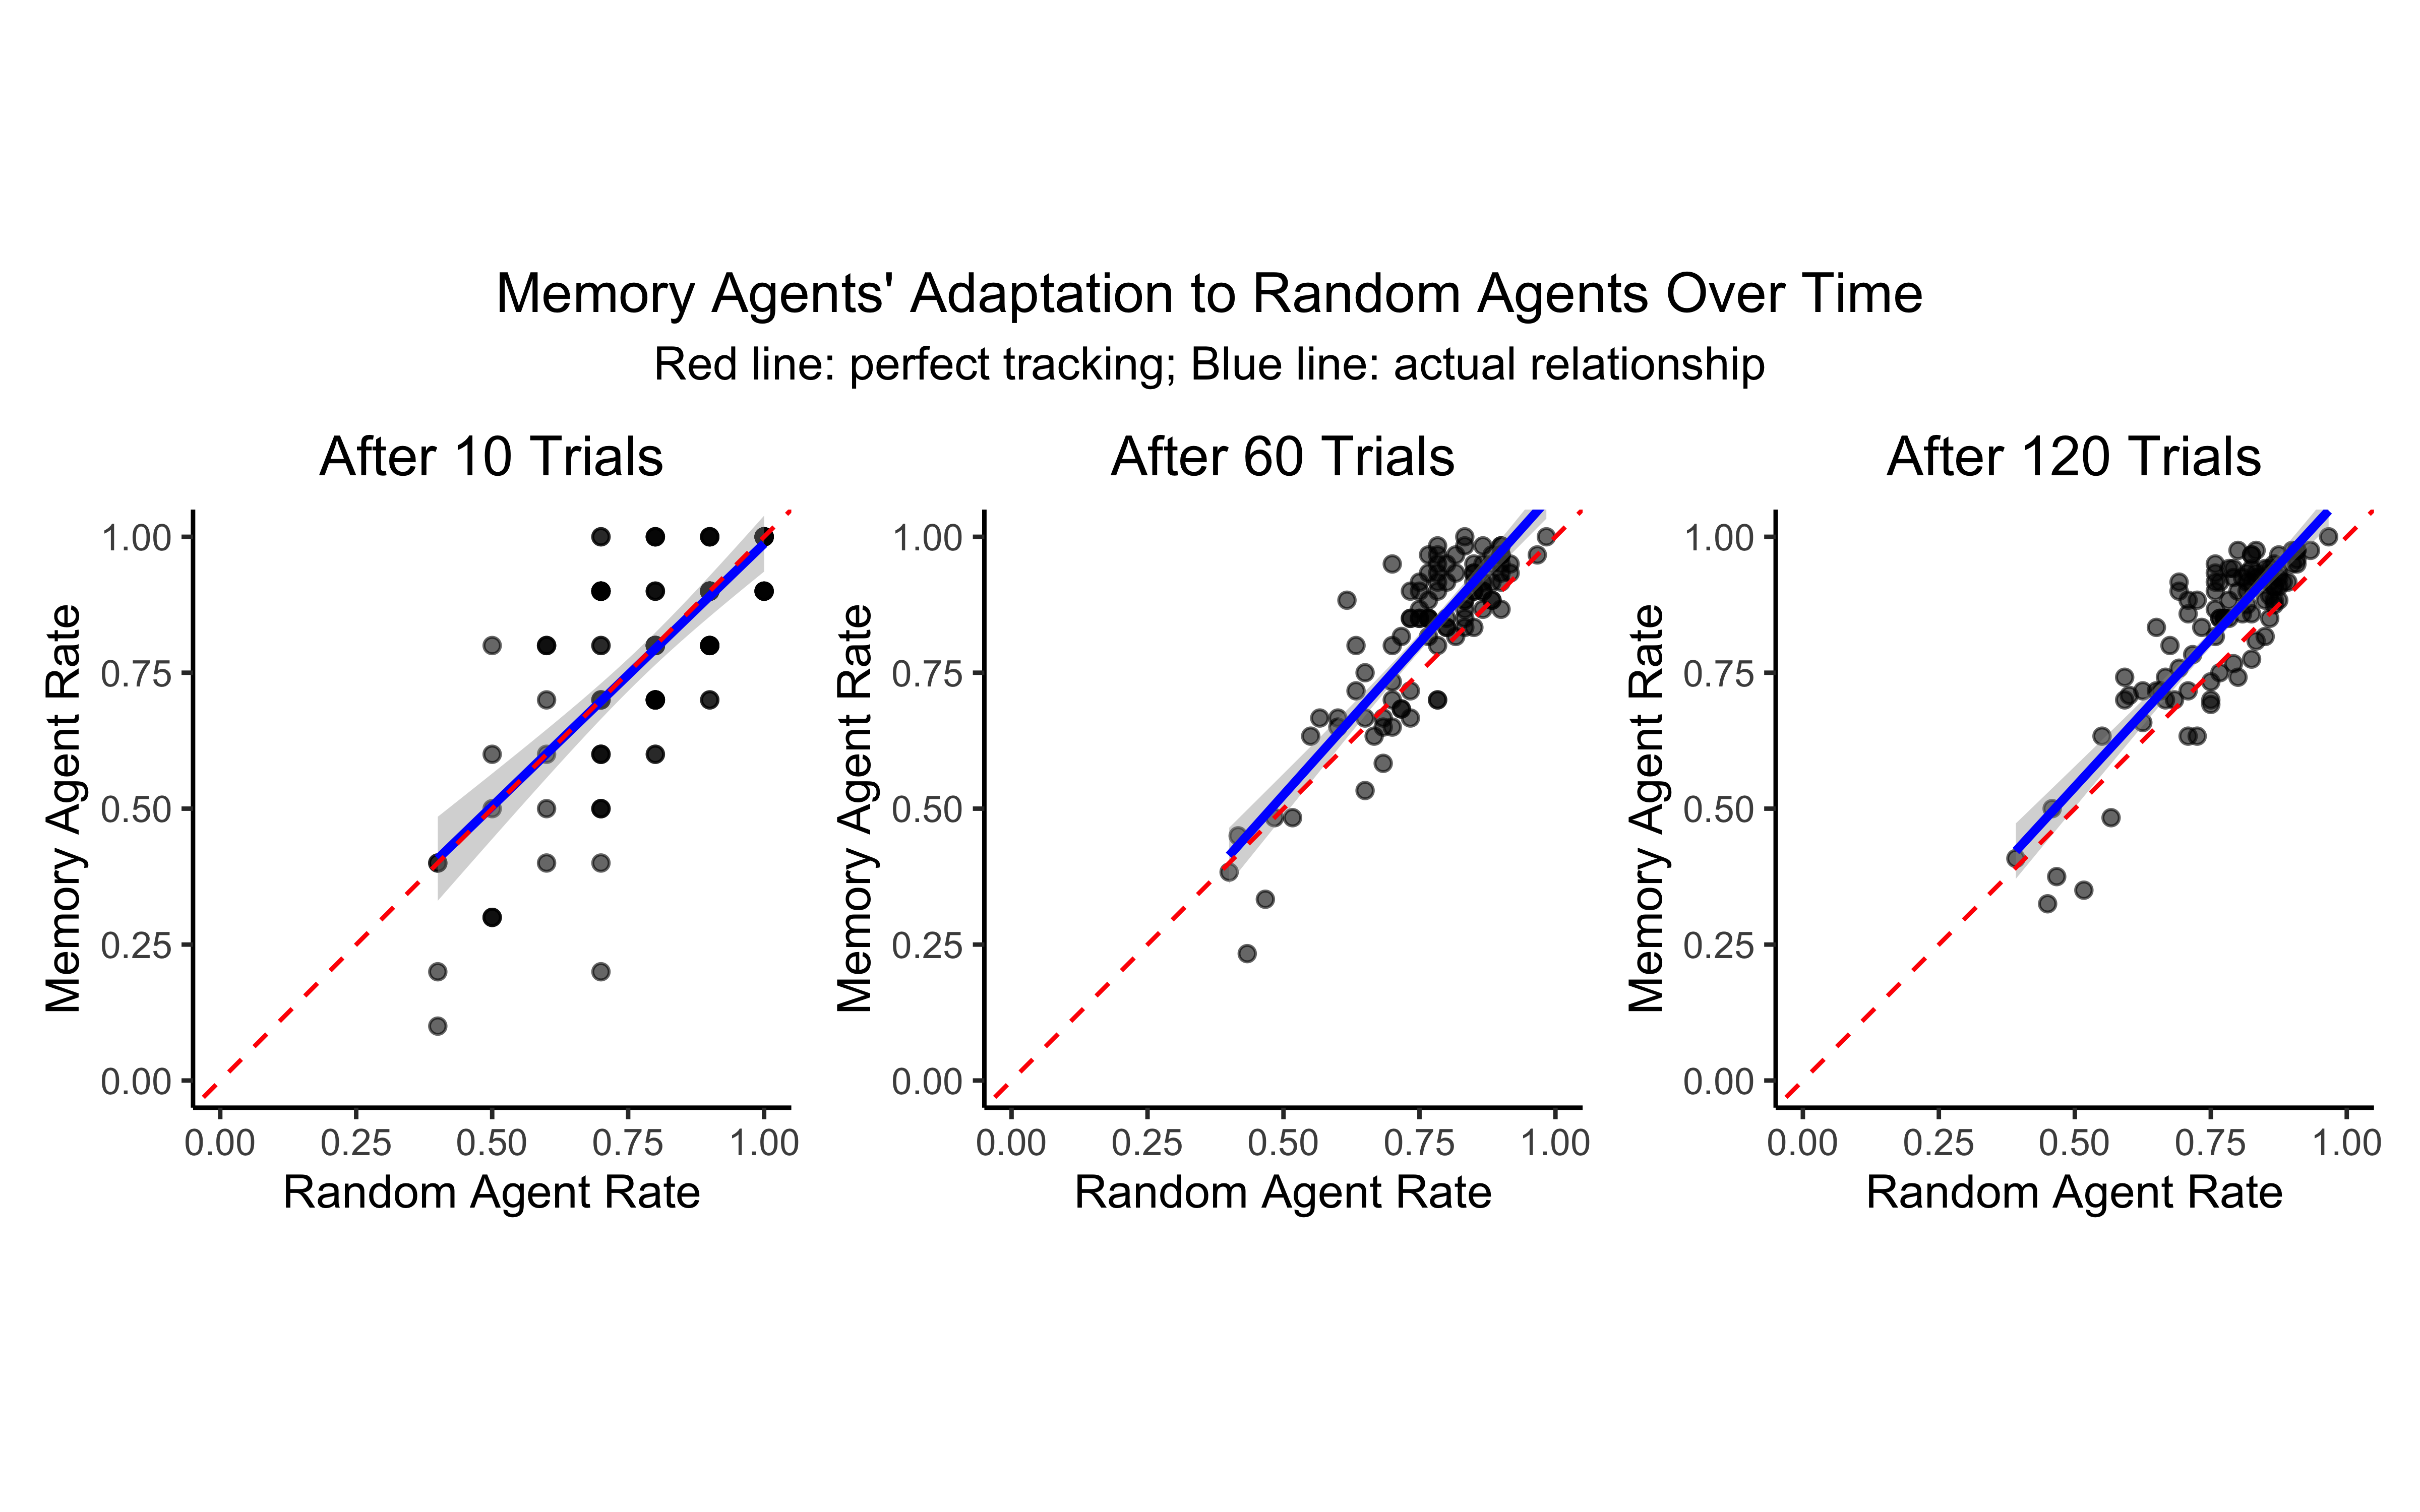 Memory Agents' Adaptation to Random Agents Over Time
Red line: perfect tracking; Blue line: actual relationship
After 10 Trials
Memory Agent Rate
1.00
0.75
0.50
0.25
0.00
0.00 0.25 0.50 0.75 1.00
Random Agent Rate
After 60 Trials
Memory Agent Rate
1.00
0.75
0.50
0.25
0.00
0.00 0.25 0.50 0.75 1.00
Random Agent Rate
After 120 Trials
Memory Agent Rate
1.00
0.75
0.50
0.25
0.00
0.00 0.25 0.50 0.75 1.00
Random Agent Rate